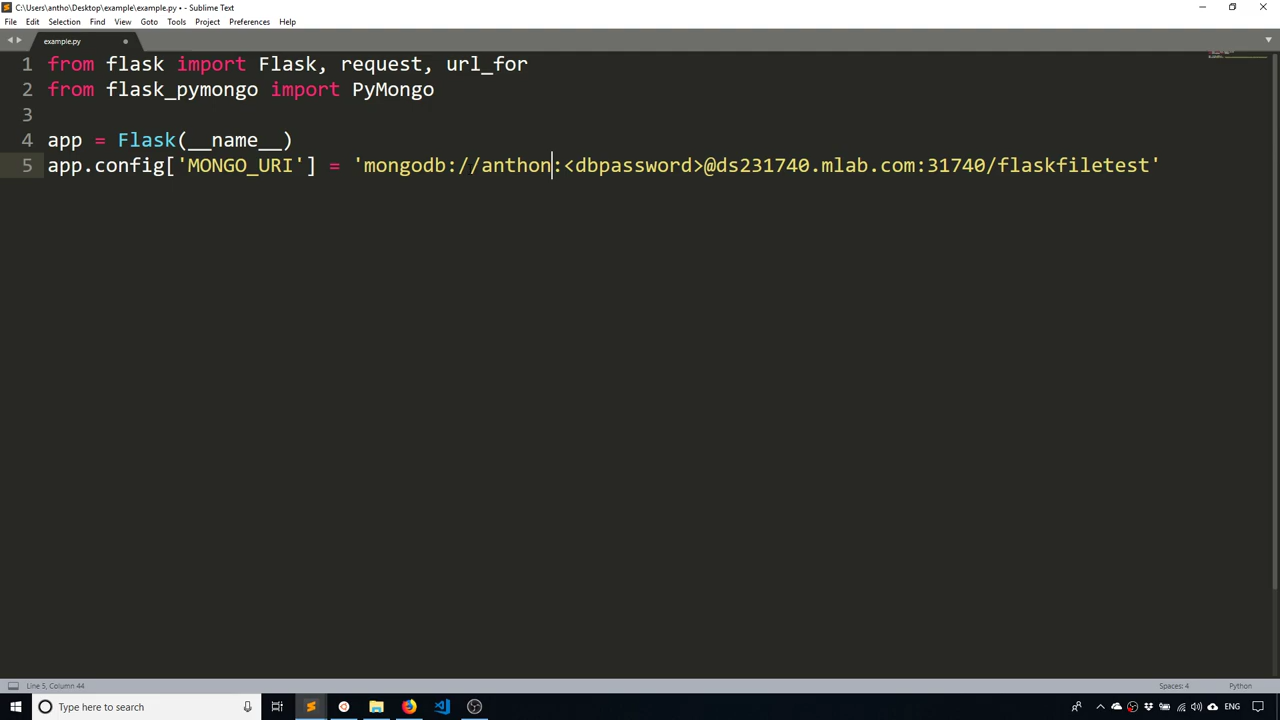 C:\Users\antho\Desktop\example\example.py • - Sublime Text
File Edit Selection Find View Goto Tools Project Preferences Help
example.py
1 from flask import Flask, request, url_for
2 from flask_pymongo import PyMongo
3
4 app = Flask(__name__)
5 app.config['MONGO_URI'] = 'mongodb://anthon:<dbpassword>@ds231740.mlab.com:31740/flaskfiletest'
Line 5, Column 44 Spaces: 4 Python
Type here to search ENG